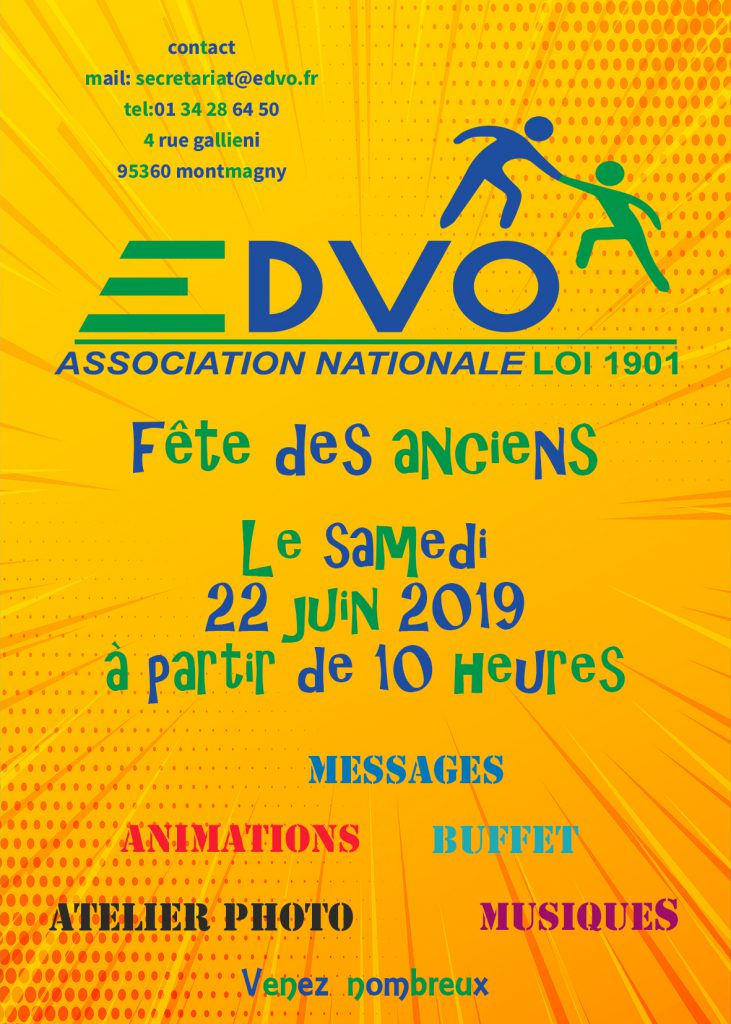 contact
mail: secretariat@edvo.fr
tel:01 34 28 64 50
4 rue gallieni
95360 montmagny
EDVO
ASSOCIATION NATIONALE LOI 1901
Fête des anciens
Le samedi
22 juin 2019
à partir de 10 Heures
MESSAGES
ANIMATIONS BUFFET
ATELIER PHOTO MUSIQUES
Venez nombreux